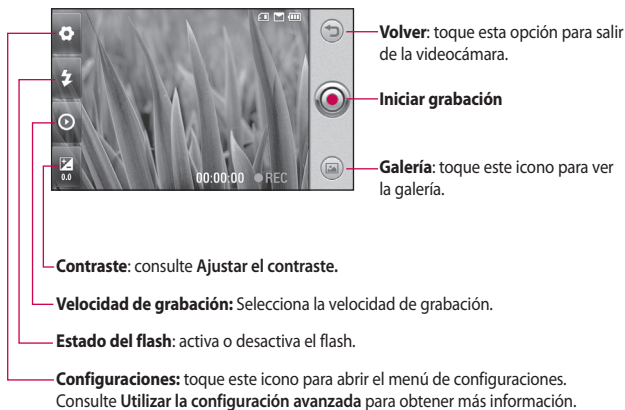 Volver: toque esta opción para salir
de la videocámara.
Iniciar grabación
Galería: toque este icono para ver
la galería.
0.0
00:00:00 REC
Contraste: consulte Ajustar el contraste.
Velocidad de grabación: Selecciona la velocidad de grabación.
Estado del flash: activa o desactiva el flash.
Configuraciones: toque este icono para abrir el menú de configuraciones.
Consulte Utilizar la configuración avanzada para obtener más información.